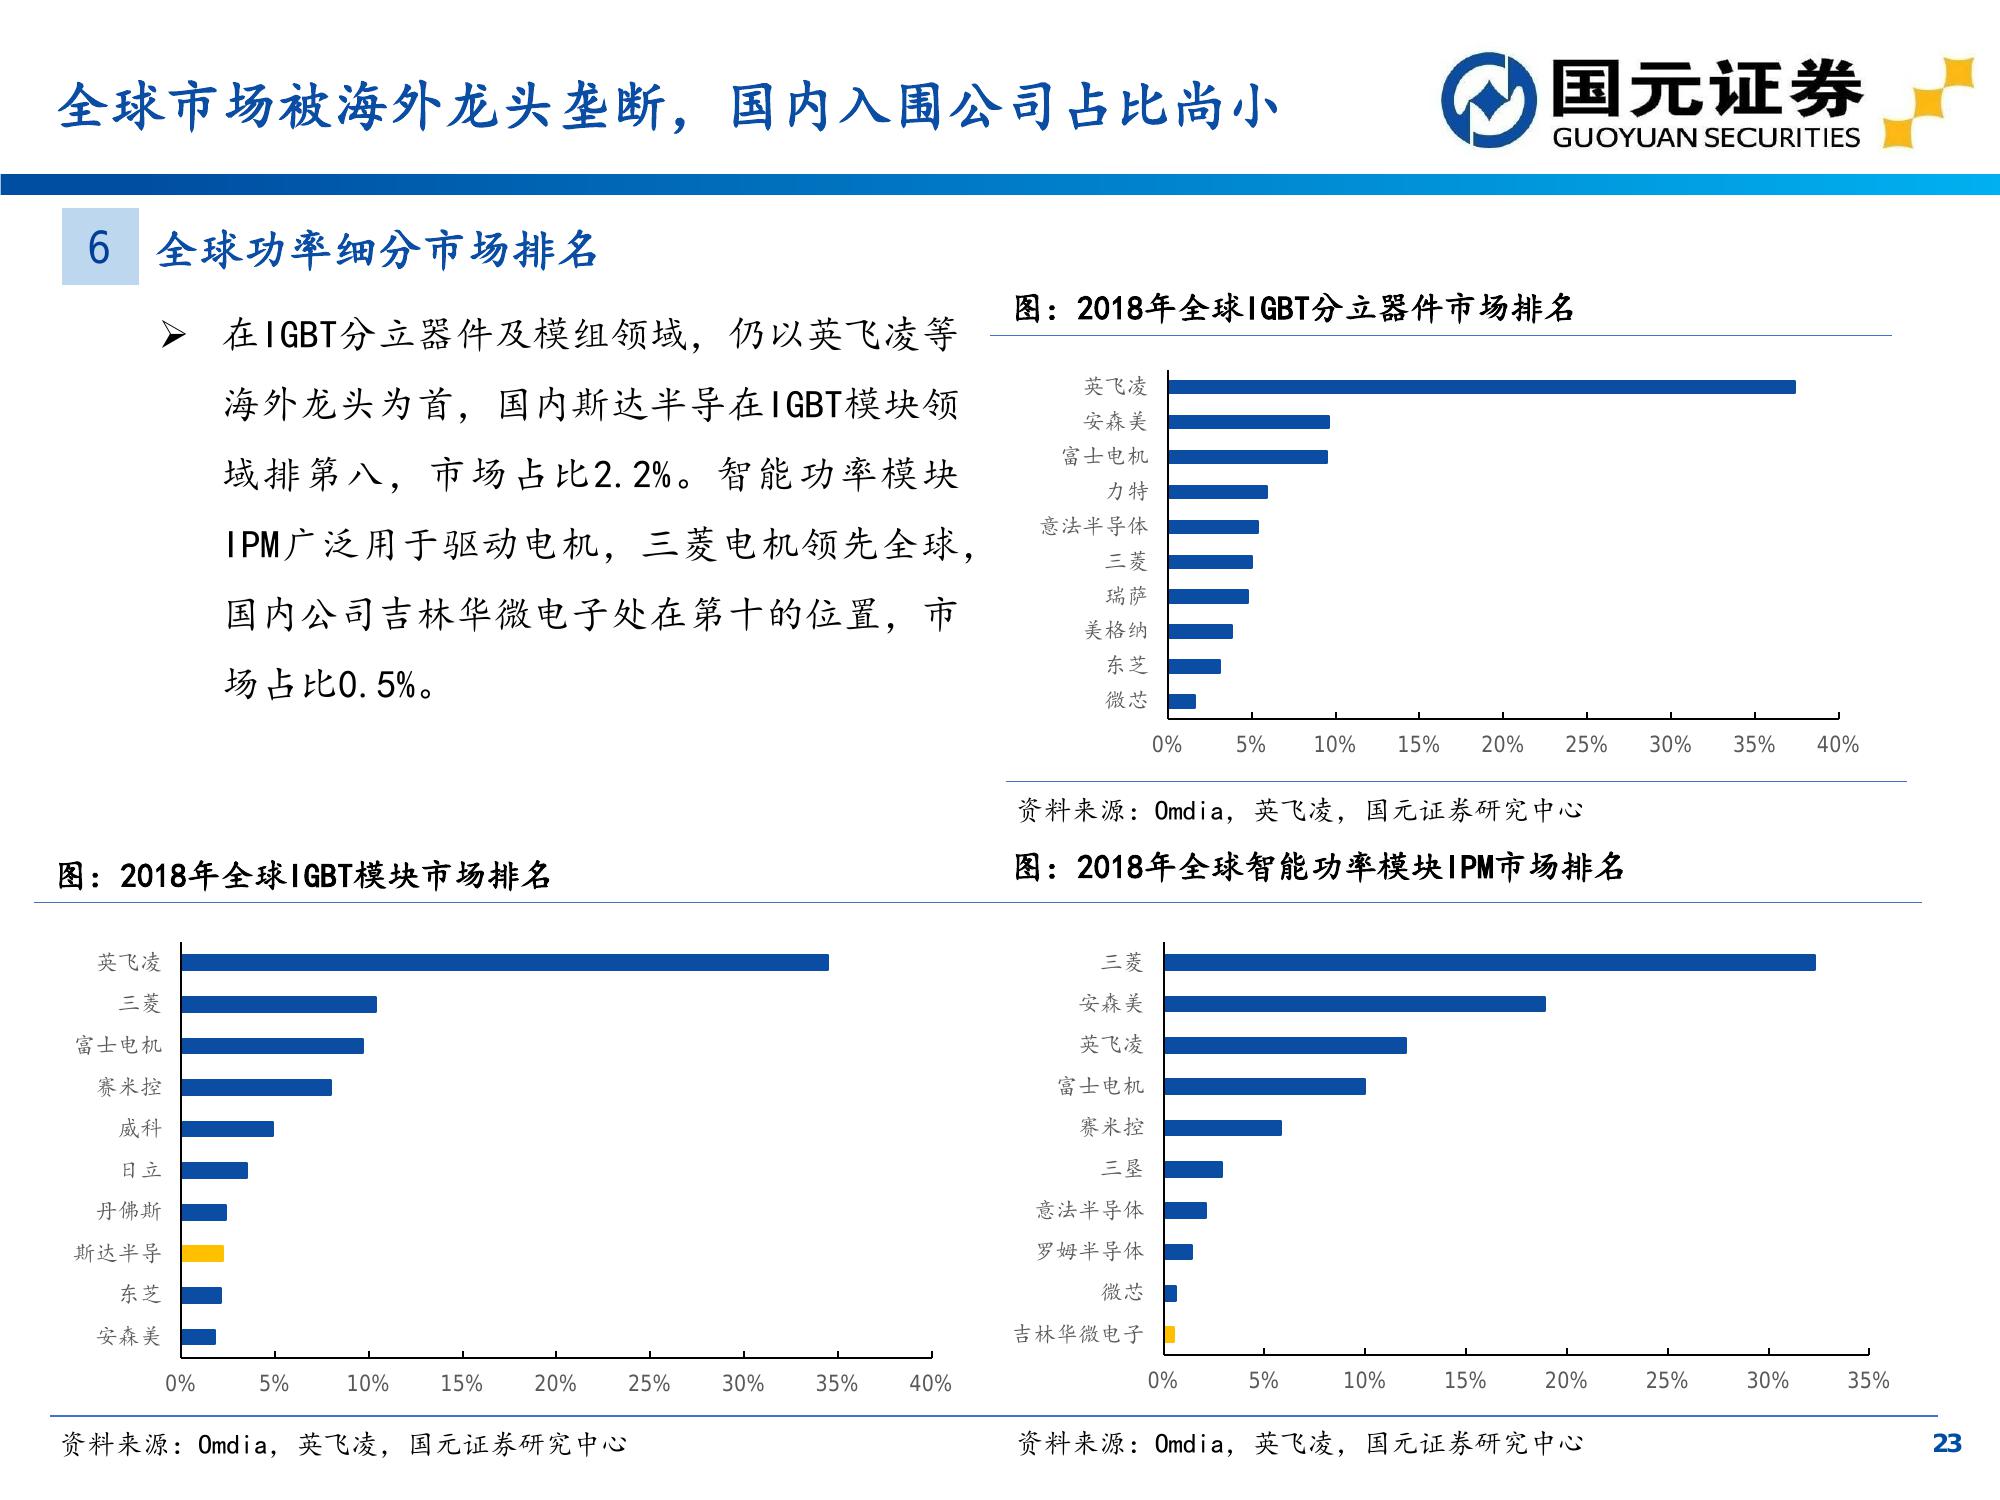 全球市场被海外龙头垄断，国内入围公司占比尚小
国元证券
GUOYUAN SECURITIES
6
全球功率细分市场排名
➢ 在IGBT分立器件及模组领域，仍以英飞凌等
海外龙头为首，国内斯达半导在IGBT模块领
域排第八，市场占比2.2%。智能功率模块
IPM广泛用于驱动电机，三菱电机领先全球，
国内公司吉林华微电子处在第十的位置，市
场占比0.5%。
图：2018年全球IGBT分立器件市场排名
英飞凌
安森美
富士电机
力特
意法半导体
三菱
瑞萨
美格纳
东芝
微芯
0% 5% 10% 15% 20% 25% 30% 35% 40%
资料来源：Omdia，英飞凌，国元证券研究中心
图：2018年全球IGBT模块市场排名
英飞凌
三菱
富士电机
赛米控
威科
日立
丹佛斯
斯达半导
东芝
安森美
0% 5% 10% 15% 20% 25% 30% 35% 40%
资料来源：Omdia，英飞凌，国元证券研究中心
图：2018年全球智能功率模块IPM市场排名
三菱
安森美
英飞凌
富士电机
赛米控
三垦
意法半导体
罗姆半导体
微芯
吉林华微电子
0% 5% 10% 15% 20% 25% 30% 35%
资料来源：Omdia，英飞凌，国元证券研究中心
23